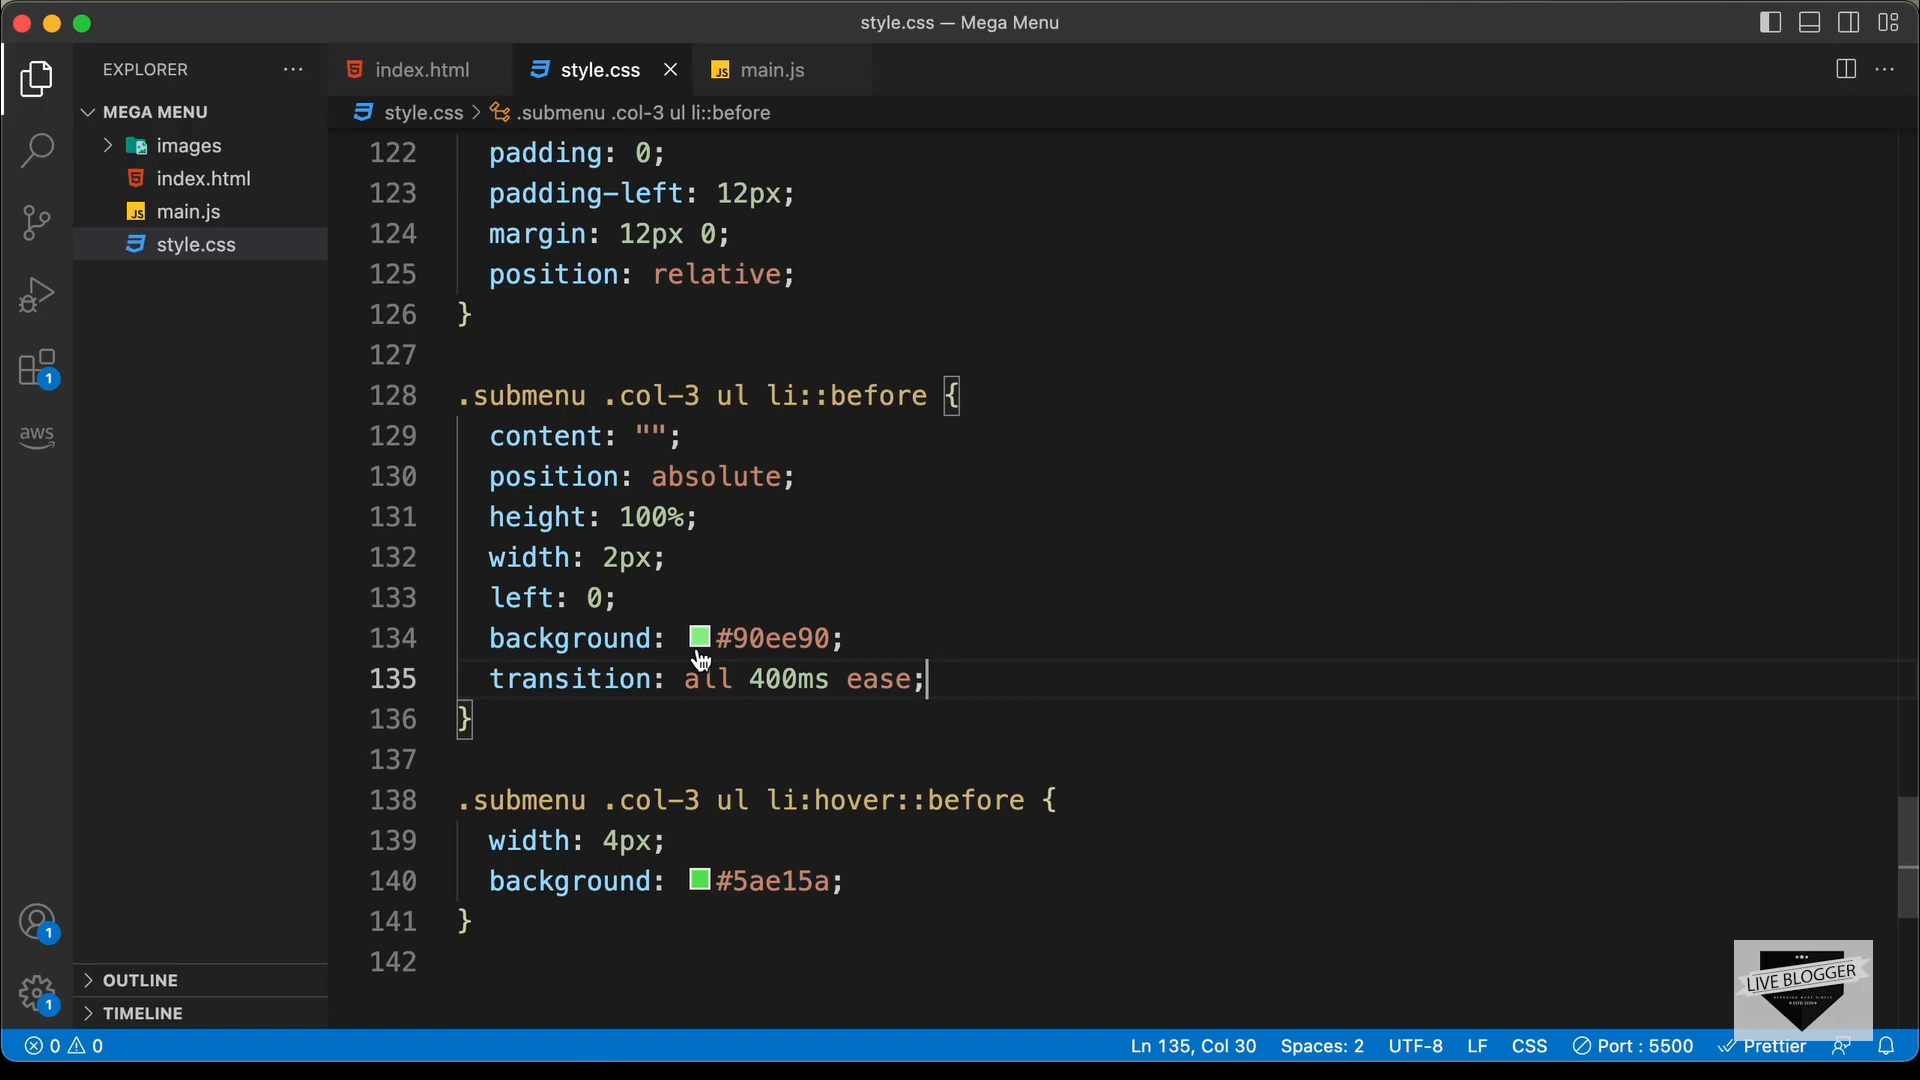 style.css — Mega Menu
EXPLORER
index.html
style.css
main.js
MEGA MENU
style.css > .submenu .col-3 ul li::before
images
index.html
main.js
style.css
122 padding: 0;
123 padding-left: 12px;
124 margin: 12px 0;
125 position: relative;
126 }
127
128 .submenu .col-3 ul li::before {
129 content: "";
130 position: absolute;
131 height: 100%;
132 width: 2px;
133 left: 0;
134 background: #90ee90;
135 transition: all 400ms ease;
136 }
137
138 .submenu .col-3 ul li:hover::before {
139 width: 4px;
140 background: #5ae15a;
141 }
142
1
aws
1
1
OUTLINE
TIMELINE
LIVE BLOGGER
0 0
Ln 135, Col 30
Spaces: 2
UTF-8
LF
CSS
Port : 5500
Prettier